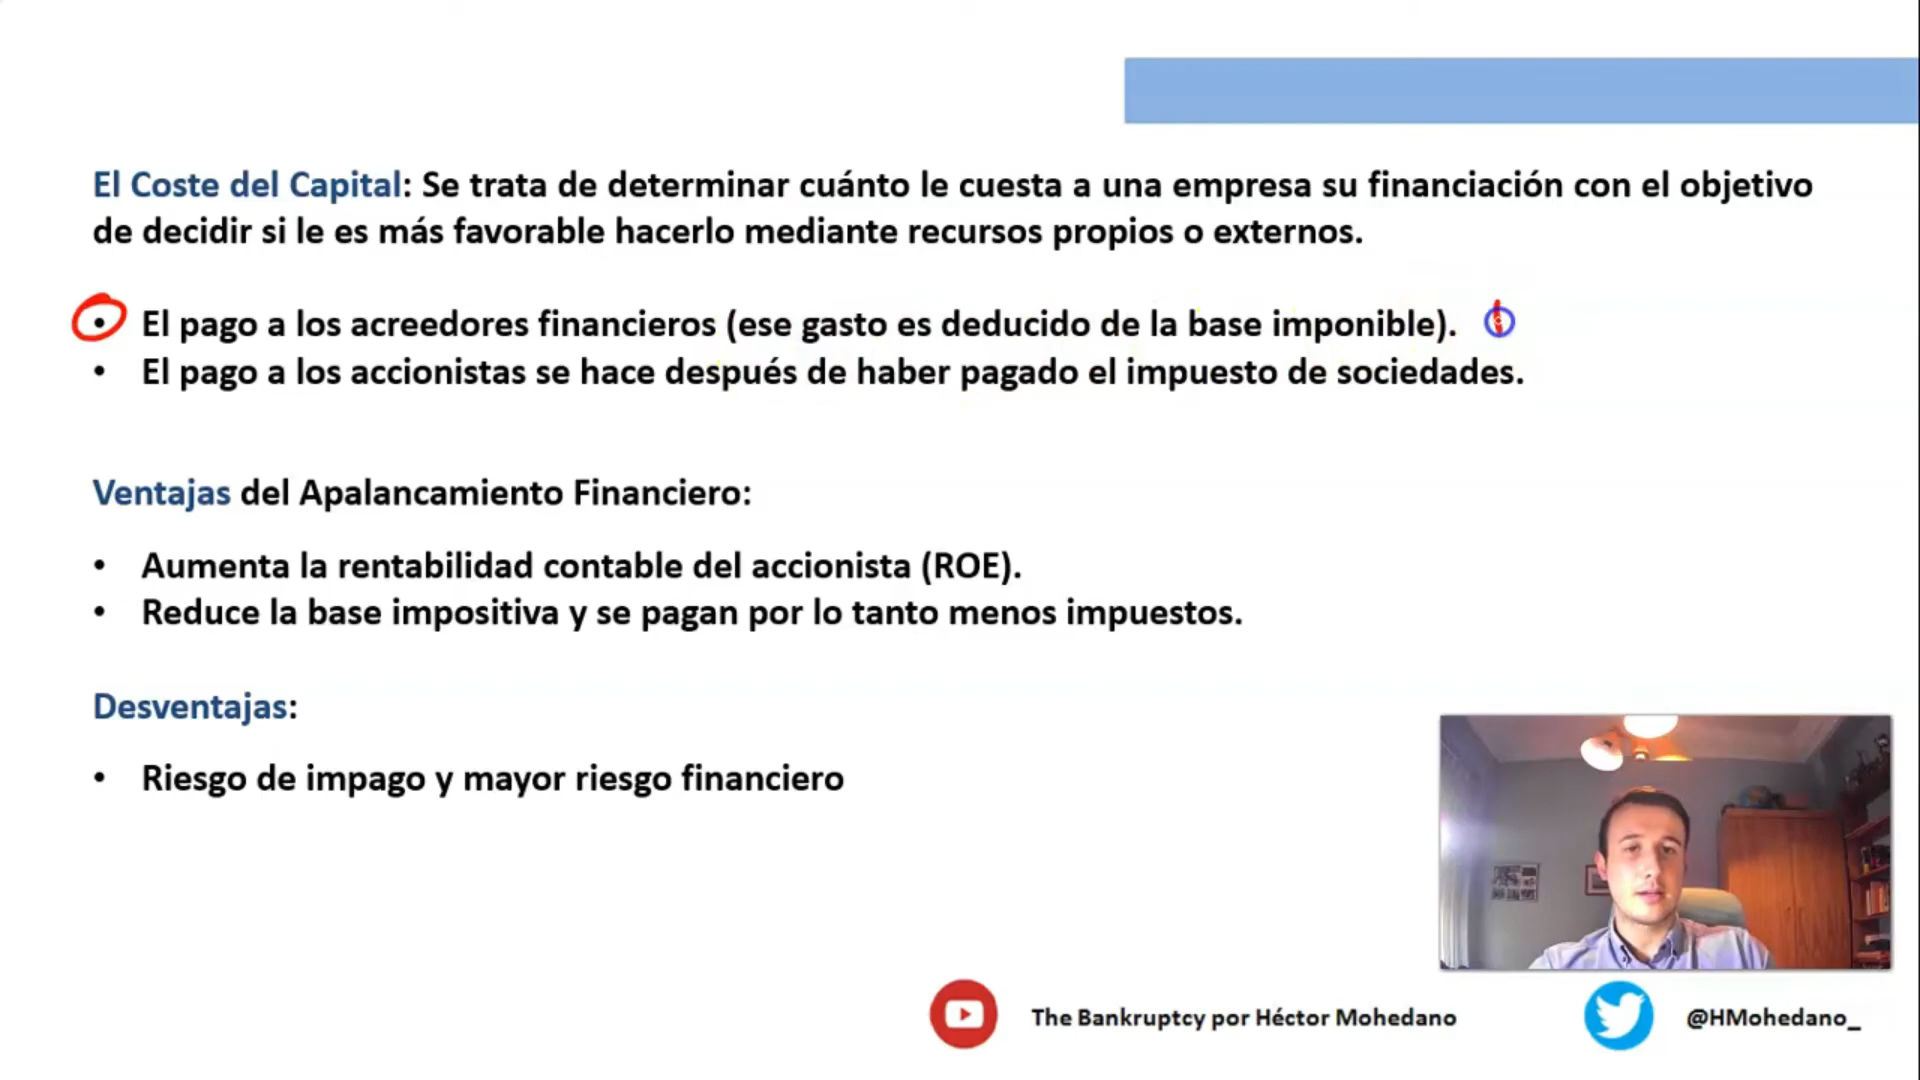 El Coste del Capital: Se trata de determinar cuánto le cuesta a una empresa su financiación con el objetivo
de decidir si le es más favorable hacerlo mediante recursos propios o externos.
• El pago a los acreedores financieros (ese gasto es deducido de la base imponible).
• El pago a los accionistas se hace después de haber pagado el impuesto de sociedades.
Ventajas del Apalancamiento Financiero:
• Aumenta la rentabilidad contable del accionista (ROE).
• Reduce la base impositiva y se pagan por lo tanto menos impuestos.
Desventajas:
• Riesgo de impago y mayor riesgo financiero
The Bankruptcy por Héctor Mohedano
@HMohedano_